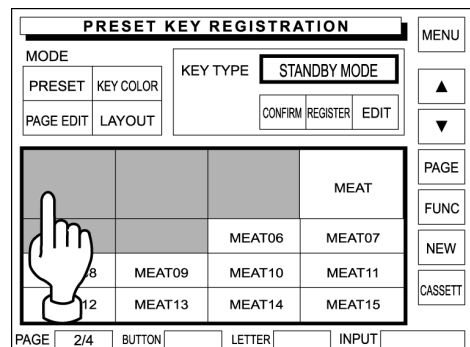 PRESET KEY REGISTRATION
MENU
MODE
PRESET KEY COLOR
PAGE EDIT LAYOUT
KEY TYPE STANDBY MODE
CONFIRM REGISTER EDIT
▲
▼
PAGE
FUNC
NEW
CASSETT
MEAT
MEAT06 MEAT07
8 MEAT09 MEAT10 MEAT11
12 MEAT13 MEAT14 MEAT15
PAGE 2/4 BUTTON LETTER INPUT